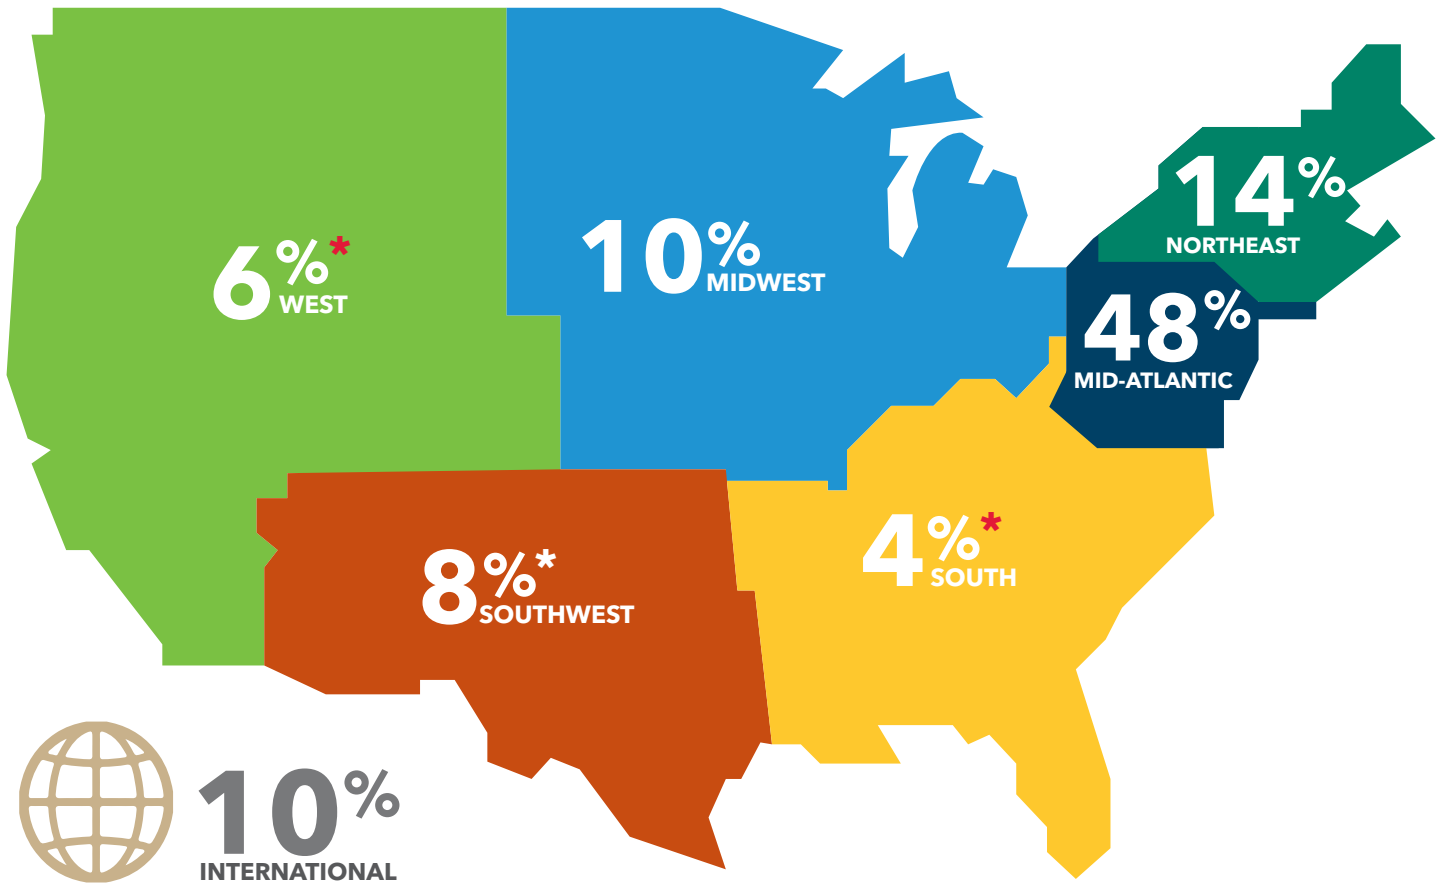 14%
NORTHEAST
6%*
WEST
10%
MIDWEST
48%
MID-ATLANTIC
4%*
SOUTH
8%*
SOUTHWEST
10%
INTERNATIONAL